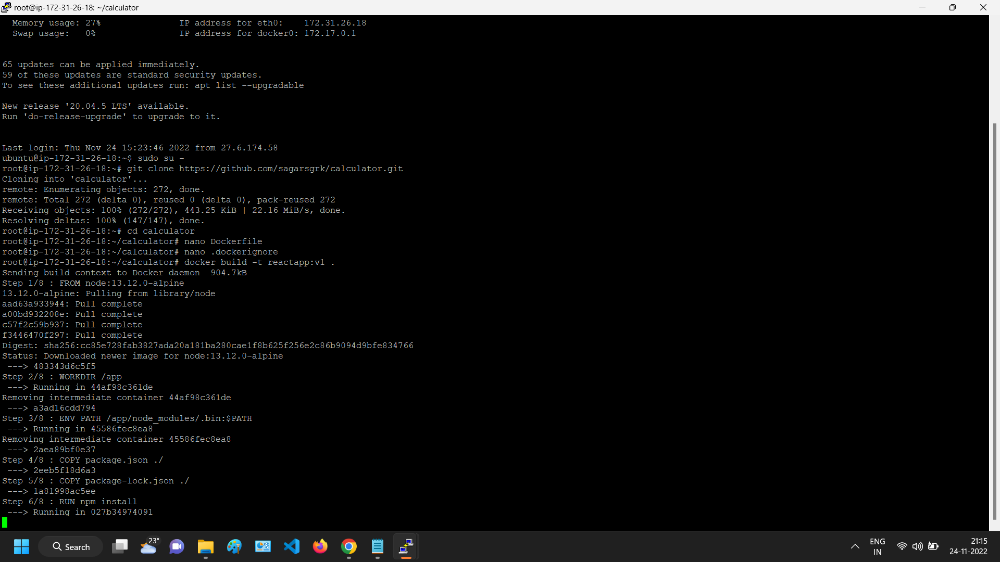 root@ip-172-31-26-18: ~/calculator
Memory usage: 27%               IP address for eth0:    172.31.26.18
Swap usage:   0%                IP address for docker0: 172.17.0.1
65 updates can be applied immediately.
59 of these updates are standard security updates.
To see these additional updates run: apt list --upgradable
New release '20.04.5 LTS' available.
Run 'do-release-upgrade' to upgrade to it.
Last login: Thu Nov 24 15:23:46 2022 from 27.6.174.58
ubuntu@ip-172-31-26-18:~$ sudo su -
root@ip-172-31-26-18:~# git clone https://github.com/sagarsgrk/calculator.git
Cloning into 'calculator'...
remote: Enumerating objects: 272, done.
remote: Total 272 (delta 0), reused 0 (delta 0), pack-reused 272
Receiving objects: 100% (272/272), 443.25 KiB | 22.16 MiB/s, done.
Resolving deltas: 100% (147/147), done.
root@ip-172-31-26-18:~# cd calculator
root@ip-172-31-26-18:~/calculator# nano Dockerfile
root@ip-172-31-26-18:~/calculator# nano .dockerignore
root@ip-172-31-26-18:~/calculator# docker build -t reactapp:v1 .
Sending build context to Docker daemon  904.7kB
Step 1/8 : FROM node:13.12.0-alpine
13.12.0-alpine: Pulling from library/node
aad63a933944: Pull complete
a00bd932208e: Pull complete
c57f2c59b937: Pull complete
f3446470f297: Pull complete
Digest: sha256:cc85e728fab3827ada20a181ba280cae1f8b625f256e2c86b9094d9bfe834766
Status: Downloaded newer image for node:13.12.0-alpine
---> 483343d6c5f5
Step 2/8 : WORKDIR /app
---> Running in 44af98c361de
Removing intermediate container 44af98c361de
---> a3ad16cdd794
Step 3/8 : ENV PATH /app/node_modules/.bin:$PATH
---> Running in 45586fec8ea8
Removing intermediate container 45586fec8ea8
---> 2aea89bf0e37
Step 4/8 : COPY package.json ./
---> 2eeb5f18d6a3
Step 5/8 : COPY package-lock.json ./
---> 1a81998ac5ee
Step 6/8 : RUN npm install
---> Running in 027b34974091
Search
23°
ENG
IN
21:15
24-11-2022